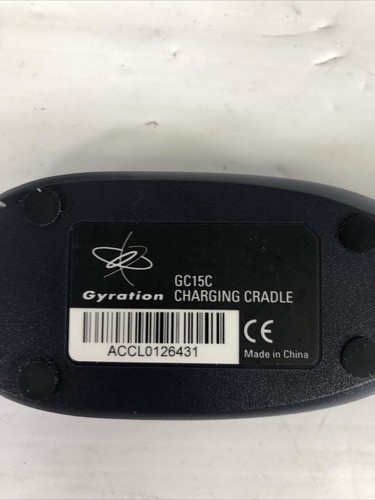 GC15C
Gyration CHARGING CRADLE
ACCL0126431
CE
Made in China